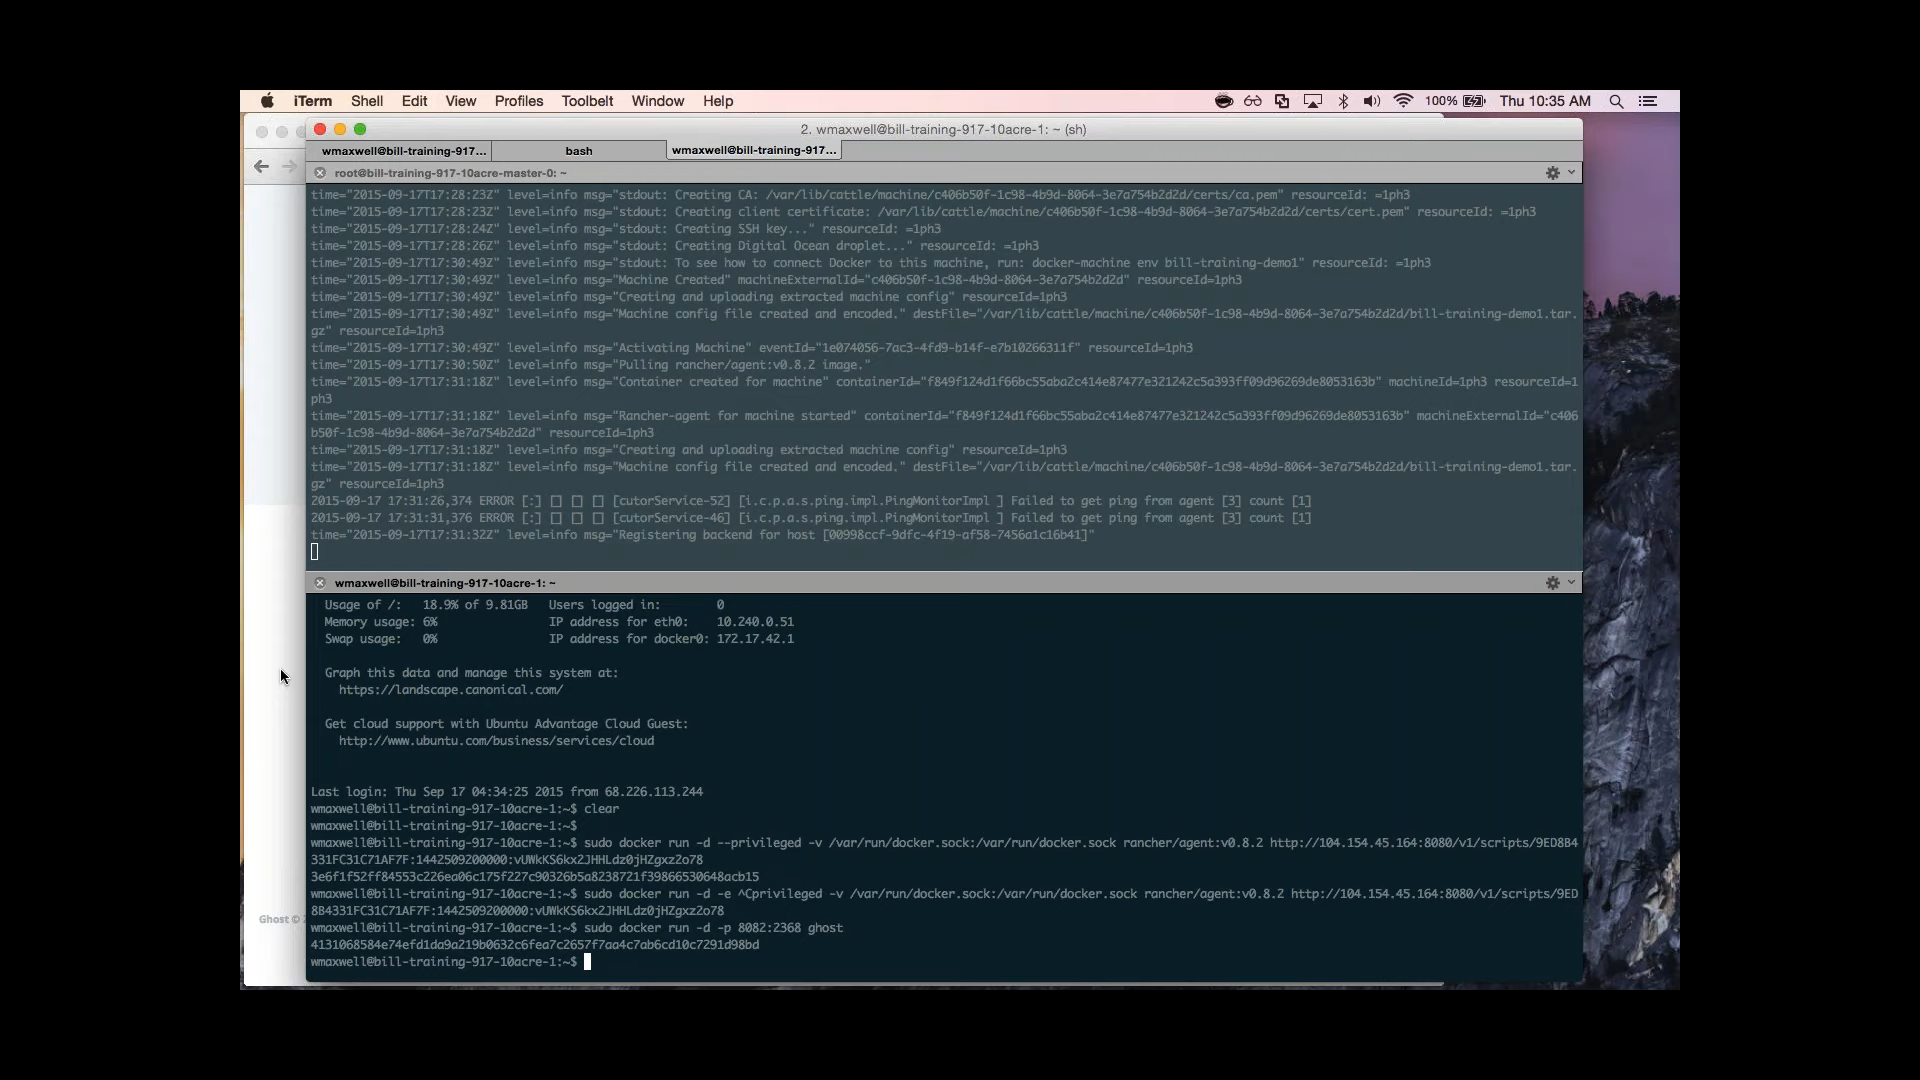 iTerm Shell Edit View Profiles Toolbelt Window Help 100% Thu 10:35 AM
2. wmaxwell@bill-training-917-10acre-1: ~ (sh)
wmaxwell@bill-training-917... bash wmaxwell@bill-training-917...
root@bill-training-917-10acre-master-0: ~
time="2015-09-17T17:28:23Z" level=info msg="stdout: Creating CA: /var/lib/cattle/machine/c406b50f-1c98-4b9d-8064-3e7a754b2d2d/certs/ca.pem" resourceId: =1ph3
time="2015-09-17T17:28:23Z" level=info msg="stdout: Creating client certificate: /var/lib/cattle/machine/c406b50f-1c98-4b9d-8064-3e7a754b2d2d/certs/cert.pem" resourceId: =1ph3
time="2015-09-17T17:28:24Z" level=info msg="stdout: Creating SSH key..." resourceId: =1ph3
time="2015-09-17T17:28:26Z" level=info msg="stdout: Creating Digital Ocean droplet..." resourceId: =1ph3
time="2015-09-17T17:30:49Z" level=info msg="stdout: To see how to connect Docker to this machine, run: docker-machine env bill-training-demo1" resourceId: =1ph3
time="2015-09-17T17:30:49Z" level=info msg="Machine Created" machineExternalId="c406b50f-1c98-4b9d-8064-3e7a754b2d2d" resourceId=1ph3
time="2015-09-17T17:30:49Z" level=info msg="Creating and uploading extracted machine config" resourceId=1ph3
time="2015-09-17T17:30:49Z" level=info msg="Machine config file created and encoded." destFile="/var/lib/cattle/machine/c406b50f-1c98-4b9d-8064-3e7a754b2d2d/bill-training-demo1.tar.
gz" resourceId=1ph3
time="2015-09-17T17:30:49Z" level=info msg="Activating Machine" eventId="1e074056-7ac3-4fd9-b14f-e7b10266311f" resourceId=1ph3
time="2015-09-17T17:30:50Z" level=info msg="Pulling rancher/agent:v0.8.2 image."
time="2015-09-17T17:31:18Z" level=info msg="Container created for machine" containerId="f849f124d1f66bc55aba2c414e87477e321242c5a393ff09d96269de8053163b" machineId=1ph3 resourceId=1
ph3
time="2015-09-17T17:31:18Z" level=info msg="Rancher-agent for machine started" containerId="f849f124d1f66bc55aba2c414e87477e321242c5a393ff09d96269de8053163b" machineExternalId="c406
b50f-1c98-4b9d-8064-3e7a754b2d2d" resourceId=1ph3
time="2015-09-17T17:31:18Z" level=info msg="Creating and uploading extracted machine config" resourceId=1ph3
time="2015-09-17T17:31:18Z" level=info msg="Machine config file created and encoded." destFile="/var/lib/cattle/machine/c406b50f-1c98-4b9d-8064-3e7a754b2d2d/bill-training-demo1.tar.
gz" resourceId=1ph3
2015-09-17 17:31:26,374 ERROR [:] [] [] [] [cutorService-52] [i.c.p.a.s.ping.impl.PingMonitorImpl ] Failed to get ping from agent [3] count [1]
2015-09-17 17:31:31,376 ERROR [:] [] [] [] [cutorService-46] [i.c.p.a.s.ping.impl.PingMonitorImpl ] Failed to get ping from agent [3] count [1]
time="2015-09-17T17:31:32Z" level=info msg="Registering backend for host [00998ccf-9dfc-4f19-af58-7456a1c16b41]"
wmaxwell@bill-training-917-10acre-1: ~
Usage of /: 18.9% of 9.81GB Users logged in: 0
Memory usage: 6% IP address for eth0: 10.240.0.51
Swap usage: 0% IP address for docker0: 172.17.42.1
Graph this data and manage this system at:
https://landscape.canonical.com/
Get cloud support with Ubuntu Advantage Cloud Guest:
http://www.ubuntu.com/business/services/cloud
Last login: Thu Sep 17 04:34:25 2015 from 68.226.113.244
wmaxwell@bill-training-917-10acre-1:~$ clear
wmaxwell@bill-training-917-10acre-1:~$
wmaxwell@bill-training-917-10acre-1:~$ sudo docker run -d --privileged -v /var/run/docker.sock:/var/run/docker.sock rancher/agent:v0.8.2 http://104.154.45.164:8080/v1/scripts/9ED8B4
331FC31C71AF7F:1442509200000:vUWkKS6kx2JHHLdz0jHZgxz2o78
3e6f1f52ff84553c226ea06c175f227c90326b5a8238721f39866530648acb15
wmaxwell@bill-training-917-10acre-1:~$ sudo docker run -d -e ^Cprivileged -v /var/run/docker.sock:/var/run/docker.sock rancher/agent:v0.8.2 http://104.154.45.164:8080/v1/scripts/9ED
8B4331FC31C71AF7F:1442509200000:vUWkKS6kx2JHHLdz0jHZgxz2o78
wmaxwell@bill-training-917-10acre-1:~$ sudo docker run -d -p 8082:2368 ghost
4131068584e74efd1da9a219b0632c6fea7c2657f7aa4c7ab6cd10c7291d98bd
wmaxwell@bill-training-917-10acre-1:~$
Ghost ©